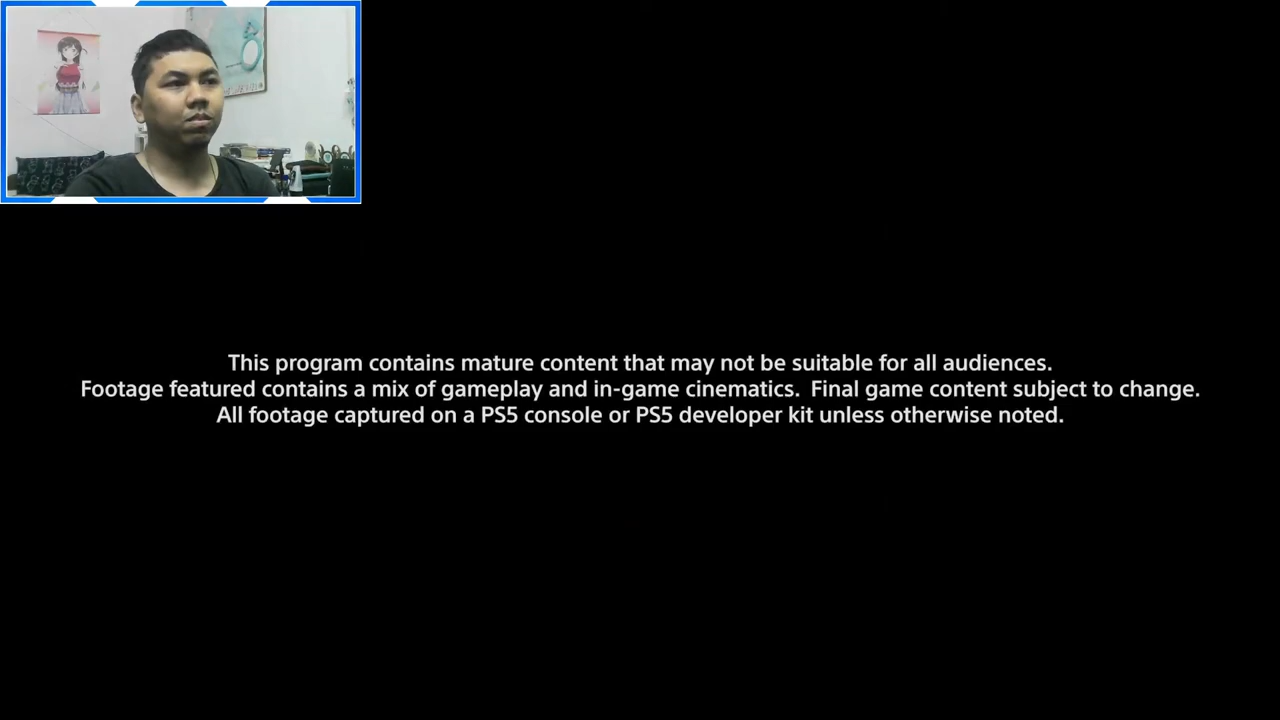 This program contains mature content that may not be suitable for all audiences.
Footage featured contains a mix of gameplay and in-game cinematics.  Final game content subject to change.
All footage captured on a PS5 console or PS5 developer kit unless otherwise noted.